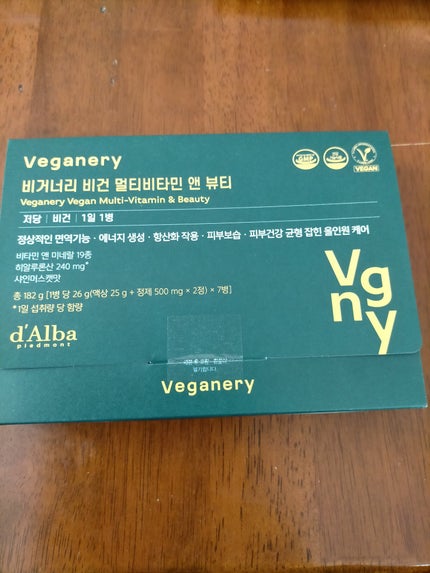 Veganery
비거너리 비건 멀티비타민 앤 뷰티
Veganery Vegan Multi-Vitamin & Beauty
저당 | 비건 | 1일 1병
정상적인 면역기능 · 에너지 생성 · 항산화 작용 · 피부보습 · 피부건강 균형 잡힌 올인원 케어
비타민 앤 미네랄 19종
히알루론산 240 mg*
샤인머스캣맛
총 182 g [1병 당 26 g(액상 25 g + 정제 500 mg × 2정) × 7병]
*1일 섭취량 당 함량
d'Alba
piedmont
Vg
ny
GMP
VEGAN
Veganery